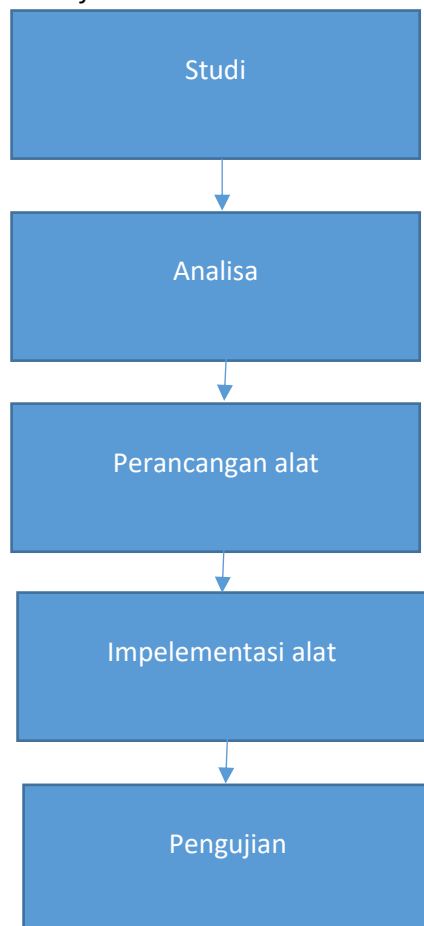 Studi
Analisa
Perancangan alat
Impelementasi alat
Pengujian